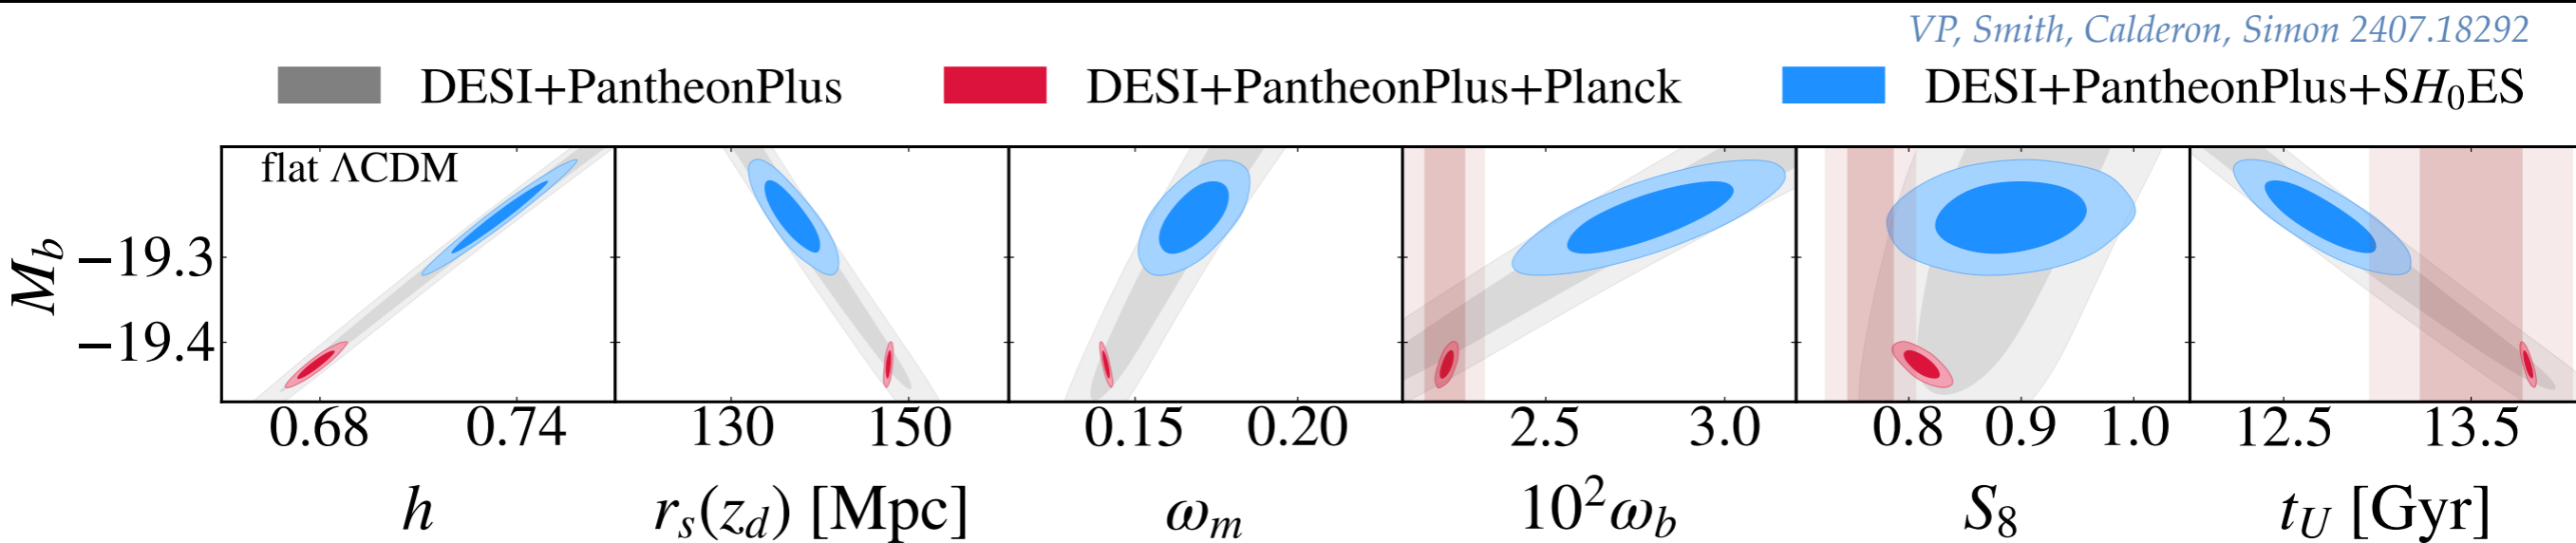 VP, Smith, Calderon, Simon 2407.18292
DESI+PantheonPlus DESI+PantheonPlus+Planck DESI+PantheonPlus+SH₀ES
flat ΛCDM
M_b
−19.3
−19.4
0.68 0.74 130 150 0.15 0.20 2.5 3.0 0.8 0.9 1.0 12.5 13.5
h r_s(z_d) [Mpc] ω_m 10²ω_b S₈ t_U [Gyr]